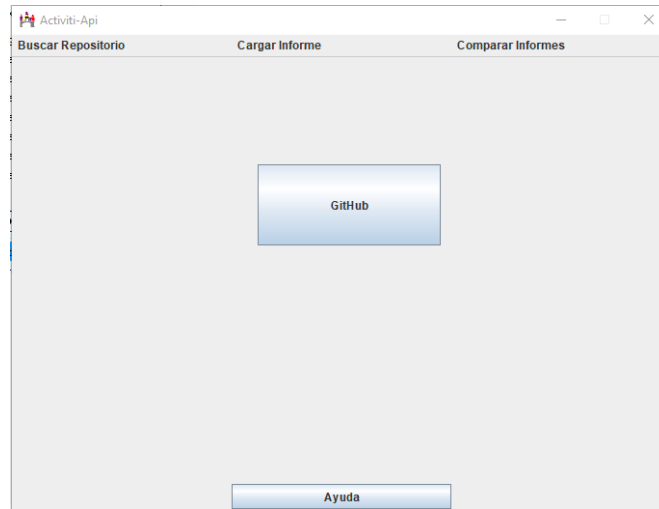 Activiti-Api
Buscar Repositorio Cargar Informe Comparar Informes
GitHub
Ayuda